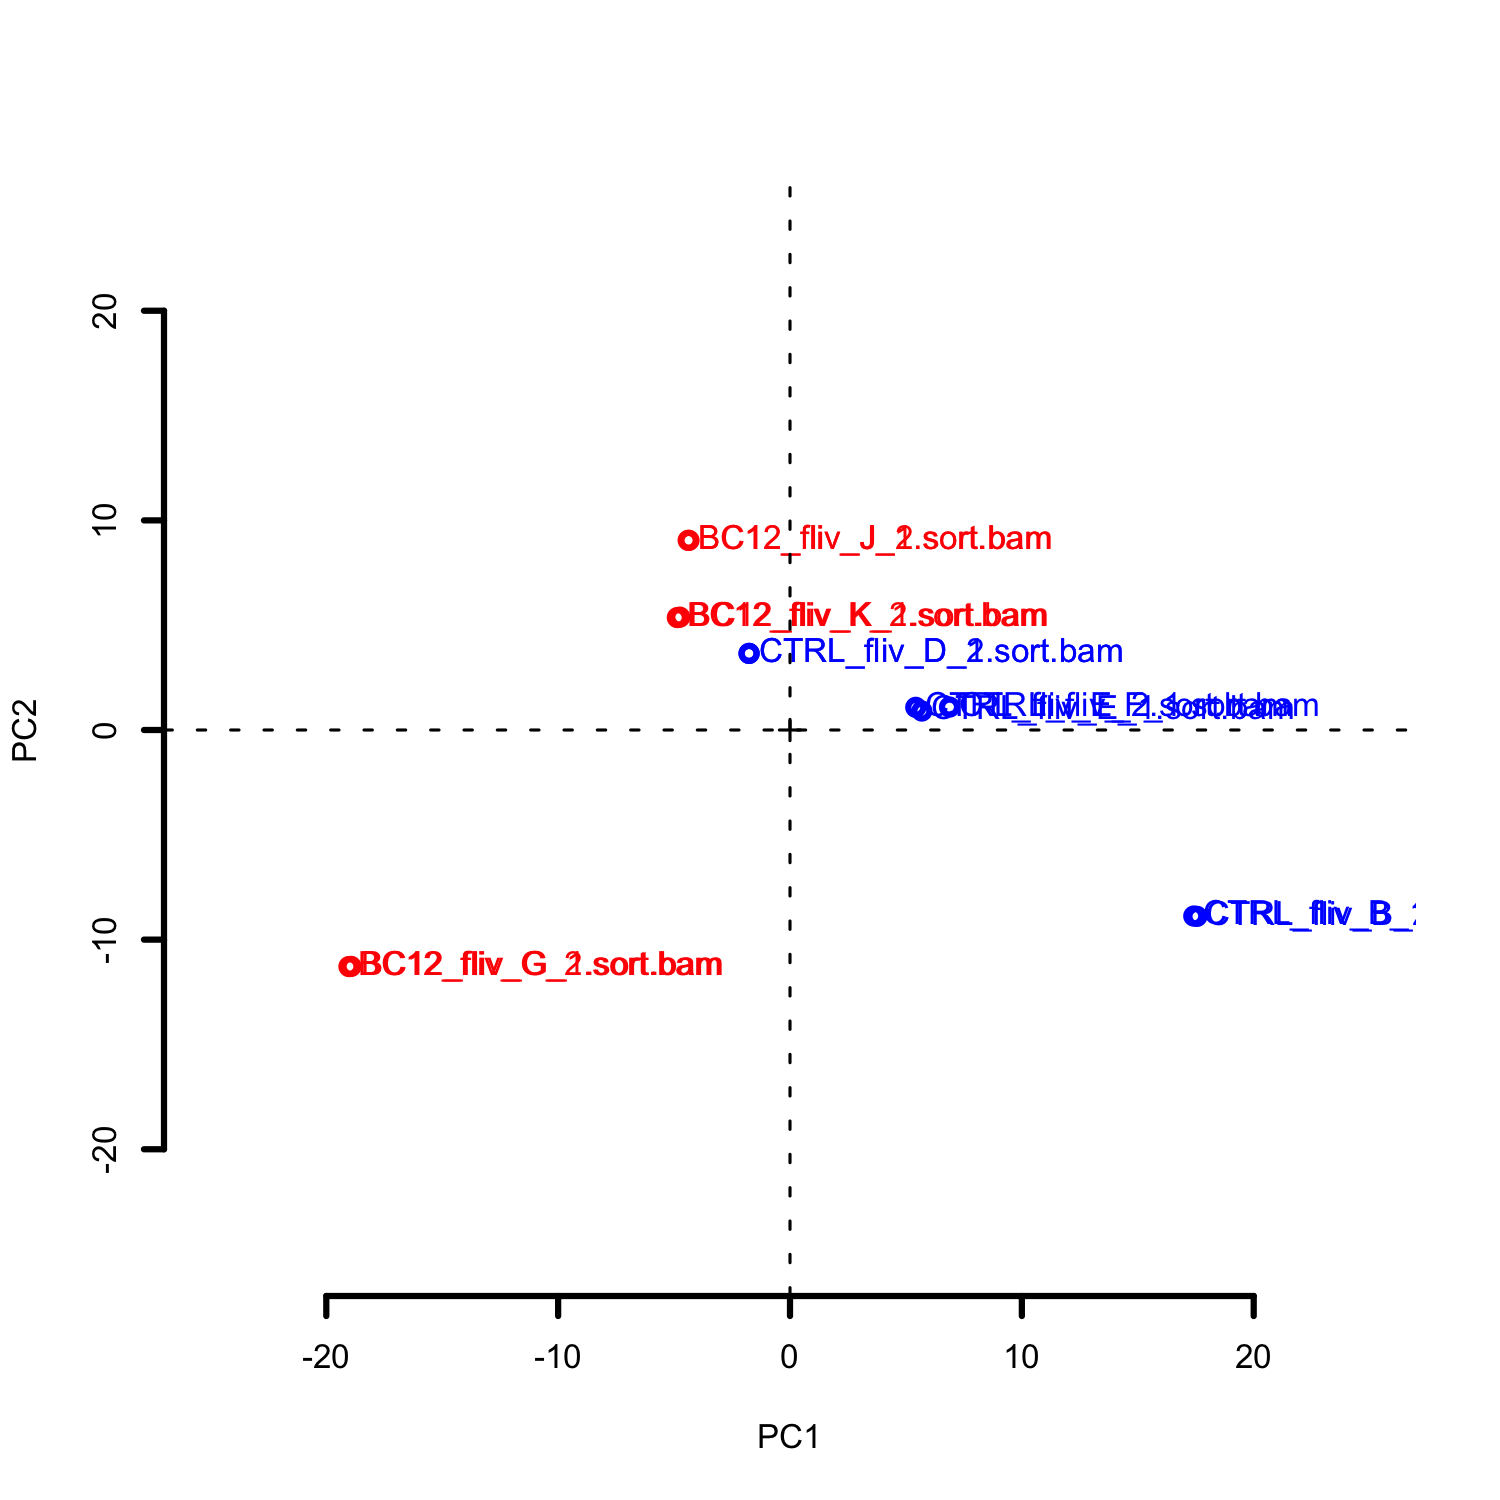 20
10
BC12_fliv_J_2.sort.bam
BC12_fliv_K_2.sort.bam
CTRL_fliv_D_2.sort.bam
PC2
0
-10
CTRL_fliv_B_
BC12_fliv_G_2.sort.bam
-20
-20 -10 0 10 20
PC1